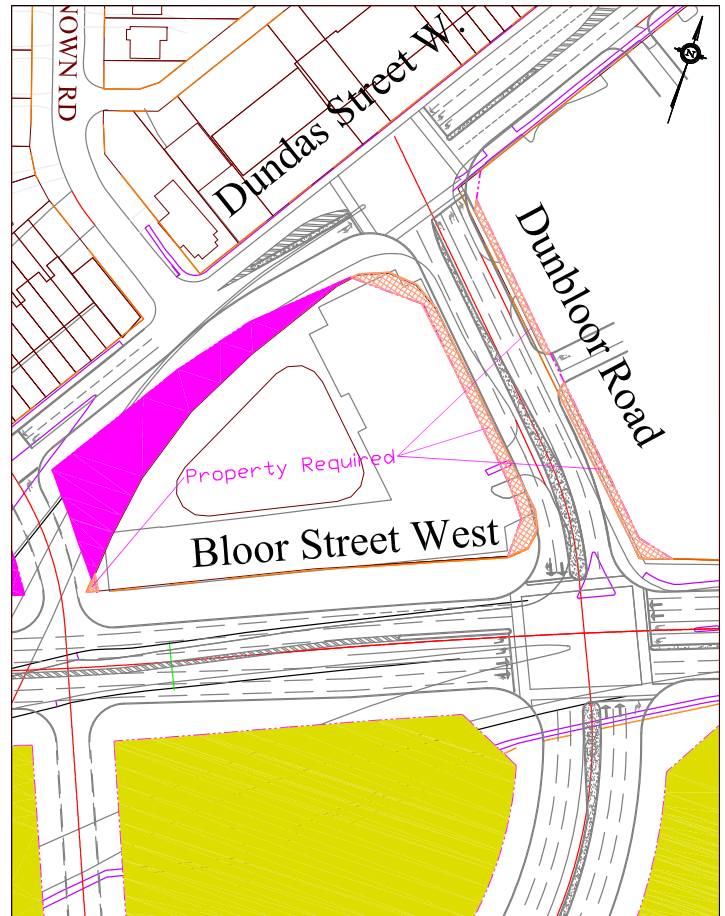 NOWN RD
Dundas Street W.
N
Dunbloor Road
Property Required
Bloor Street West